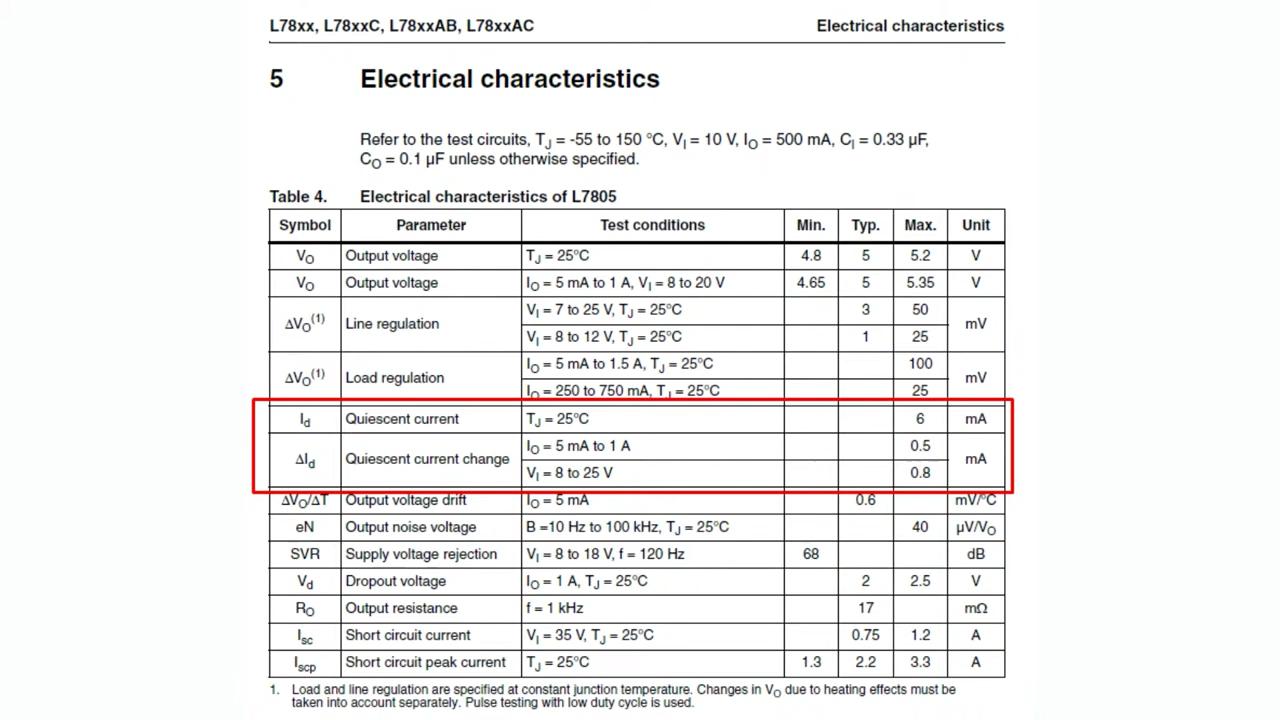 L78xx, L78xxC, L78xxAB, L78xxAC Electrical characteristics
5 Electrical characteristics
Refer to the test circuits, TJ = -55 to 150 °C, VI = 10 V, IO = 500 mA, CI = 0.33 µF,
CO = 0.1 µF unless otherwise specified.
Table 4. Electrical characteristics of L7805
Symbol Parameter Test conditions Min. Typ. Max. Unit
VO Output voltage TJ = 25°C 4.8 5 5.2 V
VO Output voltage IO = 5 mA to 1 A, VI = 8 to 20 V 4.65 5 5.35 V
ΔVO(1) Line regulation VI = 7 to 25 V, TJ = 25°C 3 50 mV
VI = 8 to 12 V, TJ = 25°C 1 25
ΔVO(1) Load regulation IO = 5 mA to 1.5 A, TJ = 25°C 100 mV
IO = 250 to 750 mA, TJ = 25°C 25
Id Quiescent current TJ = 25°C 6 mA
ΔId Quiescent current change IO = 5 mA to 1 A 0.5 mA
VI = 8 to 25 V 0.8
ΔVO/ΔT Output voltage drift IO = 5 mA 0.6 mV/°C
eN Output noise voltage B =10 Hz to 100 kHz, TJ = 25°C 40 µV/VO
SVR Supply voltage rejection VI = 8 to 18 V, f = 120 Hz 68 dB
Vd Dropout voltage IO = 1 A, TJ = 25°C 2 2.5 V
RO Output resistance f = 1 kHz 17 mΩ
Isc Short circuit current VI = 35 V, TJ = 25°C 0.75 1.2 A
Iscp Short circuit peak current TJ = 25°C 1.3 2.2 3.3 A
1. Load and line regulation are specified at constant junction temperature. Changes in VO due to heating effects must be
taken into account separately. Pulse testing with low duty cycle is used.